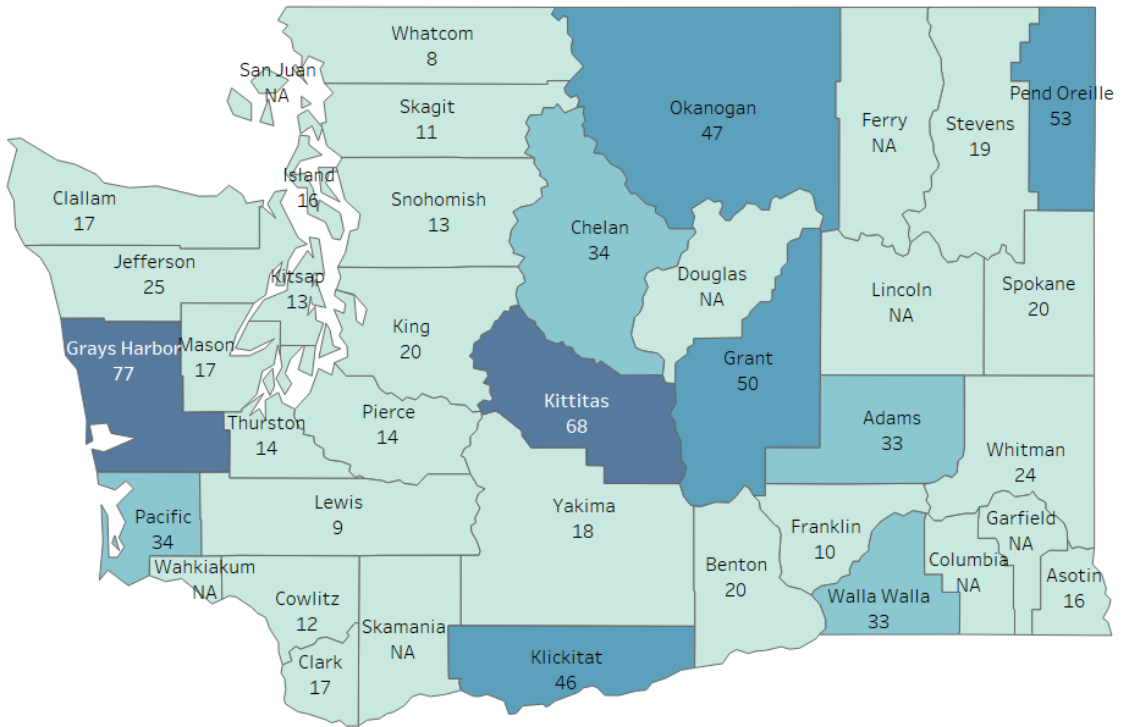 Whatcom
8
San Juan
NA
Skagit
11
Okanogan
47
Ferry
NA
Stevens
19
Pend Oreille
53
Island
16
Clallam
17
Snohomish
13
Chelan
34
Jefferson
25
Kitsap
13
Douglas
NA
Lincoln
NA
Spokane
20
Grays Harbor
77
Mason
17
King
20
Grant
50
Kittitas
68
Adams
33
Thurston
14
Pierce
14
Whitman
24
Pacific
34
Lewis
9
Yakima
18
Franklin
10
Garfield
NA
Columbia
NA
Benton
20
Asotin
16
Wahkiakum
NA
Cowlitz
12
Walla Walla
33
Skamania
NA
Clark
17
Klickitat
46